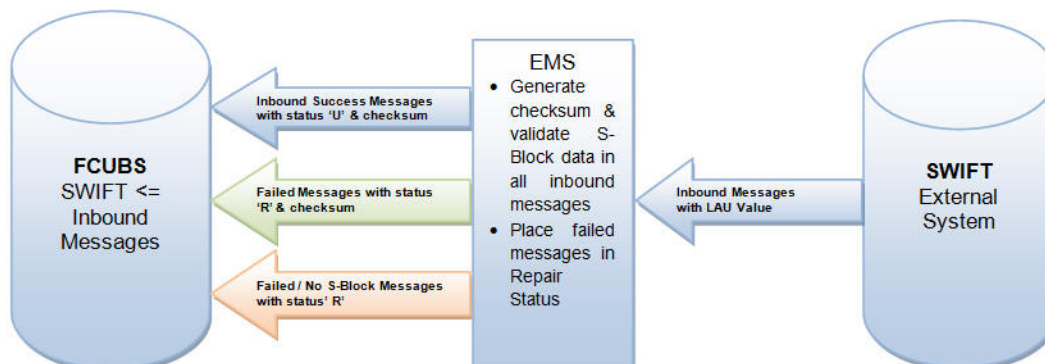 FCUBS
SWIFT <=
Inbound
Messages
Inbound Success Messages
with status 'U' & checksum
Failed Messages with status
'R' & checksum
Failed / No S-Block Messages
with status' R'
EMS
• Generate
checksum &
validate S-
Block data in
all inbound
messages
• Place failed
messages in
Repair
Status
Inbound Messages
with LAU Value
SWIFT
External
System